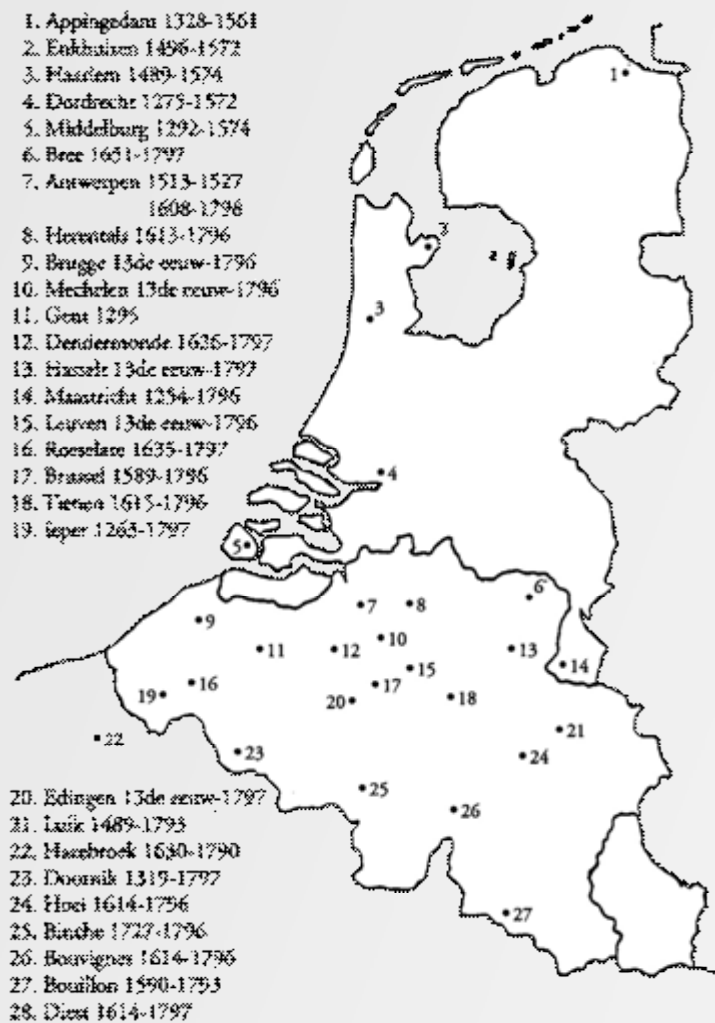 1. Appingedam 1328-1561
2. Enkhuizen 1496-1572
3. Haarlem 1489-1574
4. Dordrecht 1275-1572
5. Middelburg 1292-1574
6. Bree 1651-1797
7. Antwerpen 1513-1527
1608-1796
8. Herentals 1613-1796
9. Brugge 13de eeuw-1796
10. Mechelen 13de eeuw-1796
11. Gent 1295
12. Dendermonde 1626-1797
13. Hasselt 13de eeuw-1797
14. Maastricht 1234-1796
15. Leuven 13de eeuw-1796
16. Roeselare 1635-1797
17. Brussel 1589-1796
18. Tienen 1615-1796
19. Ieper 1263-1797
1
3
4
5
6
7
8
9
10
11
12
13
14
15
16
17
18
19
20
21
22
23
24
25
26
27
20. Edingen 13de eeuw-1797
21. Luik 1489-1793
22. Hazebroek 1630-1790
23. Doornik 1319-1797
24. Hoei 1614-1796
25. Binche 1727-1796
26. Bouvignes 1614-1796
27. Bouillon 1590-1793
28. Diest 1614-1797